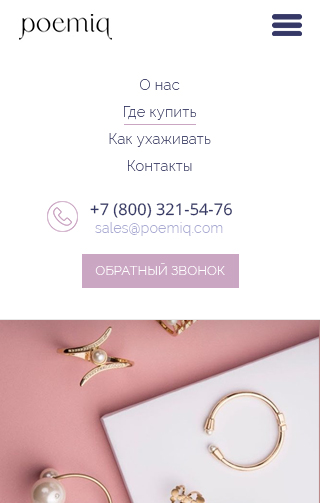 poemiq
О нас
Где купить
Как ухаживать
Контакты
+7 (800) 321-54-76
sales@poemiq.com
ОБРАТНЫЙ ЗВОНОК